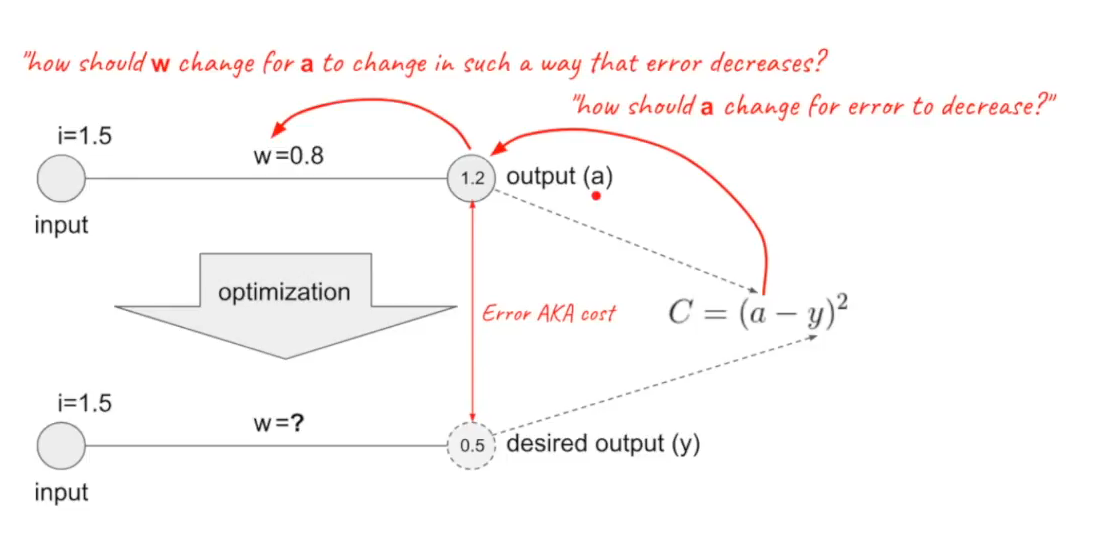 "how should w change for a to change in such a way that error decreases?
"how should a change for error to decrease?"
i=1.5
w=0.8
1.2
output (a)
input
optimization
Error AKA cost
C = (a − y)²
i=1.5
w=?
0.5
desired output (y)
input